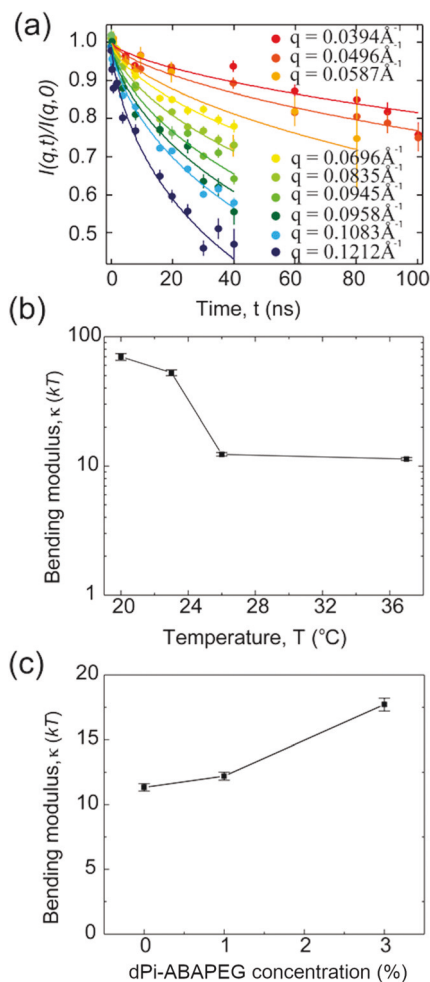 (a)
I(q,t)/I(q,0)
1.0
0.9
0.8
0.7
0.6
0.5
q = 0.0394Å⁻¹
q = 0.0496Å⁻¹
q = 0.0587Å⁻¹
q = 0.0696Å⁻¹
q = 0.0835Å⁻¹
q = 0.0945Å⁻¹
q = 0.0958Å⁻¹
q = 0.1083Å⁻¹
q = 0.1212Å⁻¹
0 20 40 60 80 100
Time, t (ns)
(b)
Bending modulus, κ (kT)
100
10
1
20 24 28 32 36
Temperature, T (°C)
(c)
Bending modulus, κ (kT)
20
15
10
5
0
0 1 2 3
dPi-ABAPEG concentration (%)